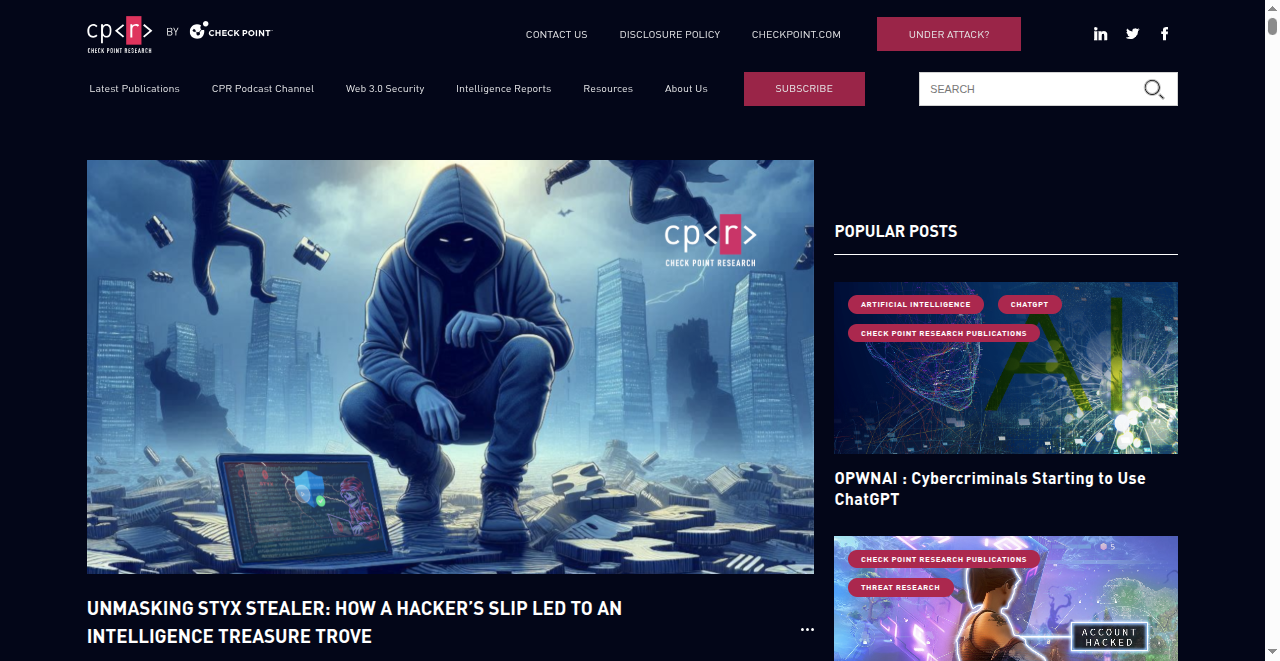 cp<r>
CHECK POINT RESEARCH
BY
CHECK POINT
CONTACT US
DISCLOSURE POLICY
CHECKPOINT.COM
UNDER ATTACK?
Latest Publications
CPR Podcast Channel
Web 3.0 Security
Intelligence Reports
Resources
About Us
SUBSCRIBE
SEARCH
cp<r>
CHECK POINT RESEARCH
UNMASKING STYX STEALER: HOW A HACKER’S SLIP LED TO AN
INTELLIGENCE TREASURE TROVE
POPULAR POSTS
ARTIFICIAL INTELLIGENCE
CHATGPT
CHECK POINT RESEARCH PUBLICATIONS
AI
OPWNAI : Cybercriminals Starting to Use
ChatGPT
5
CHECK POINT RESEARCH PUBLICATIONS
THREAT RESEARCH
ACCOUNT
HACKED